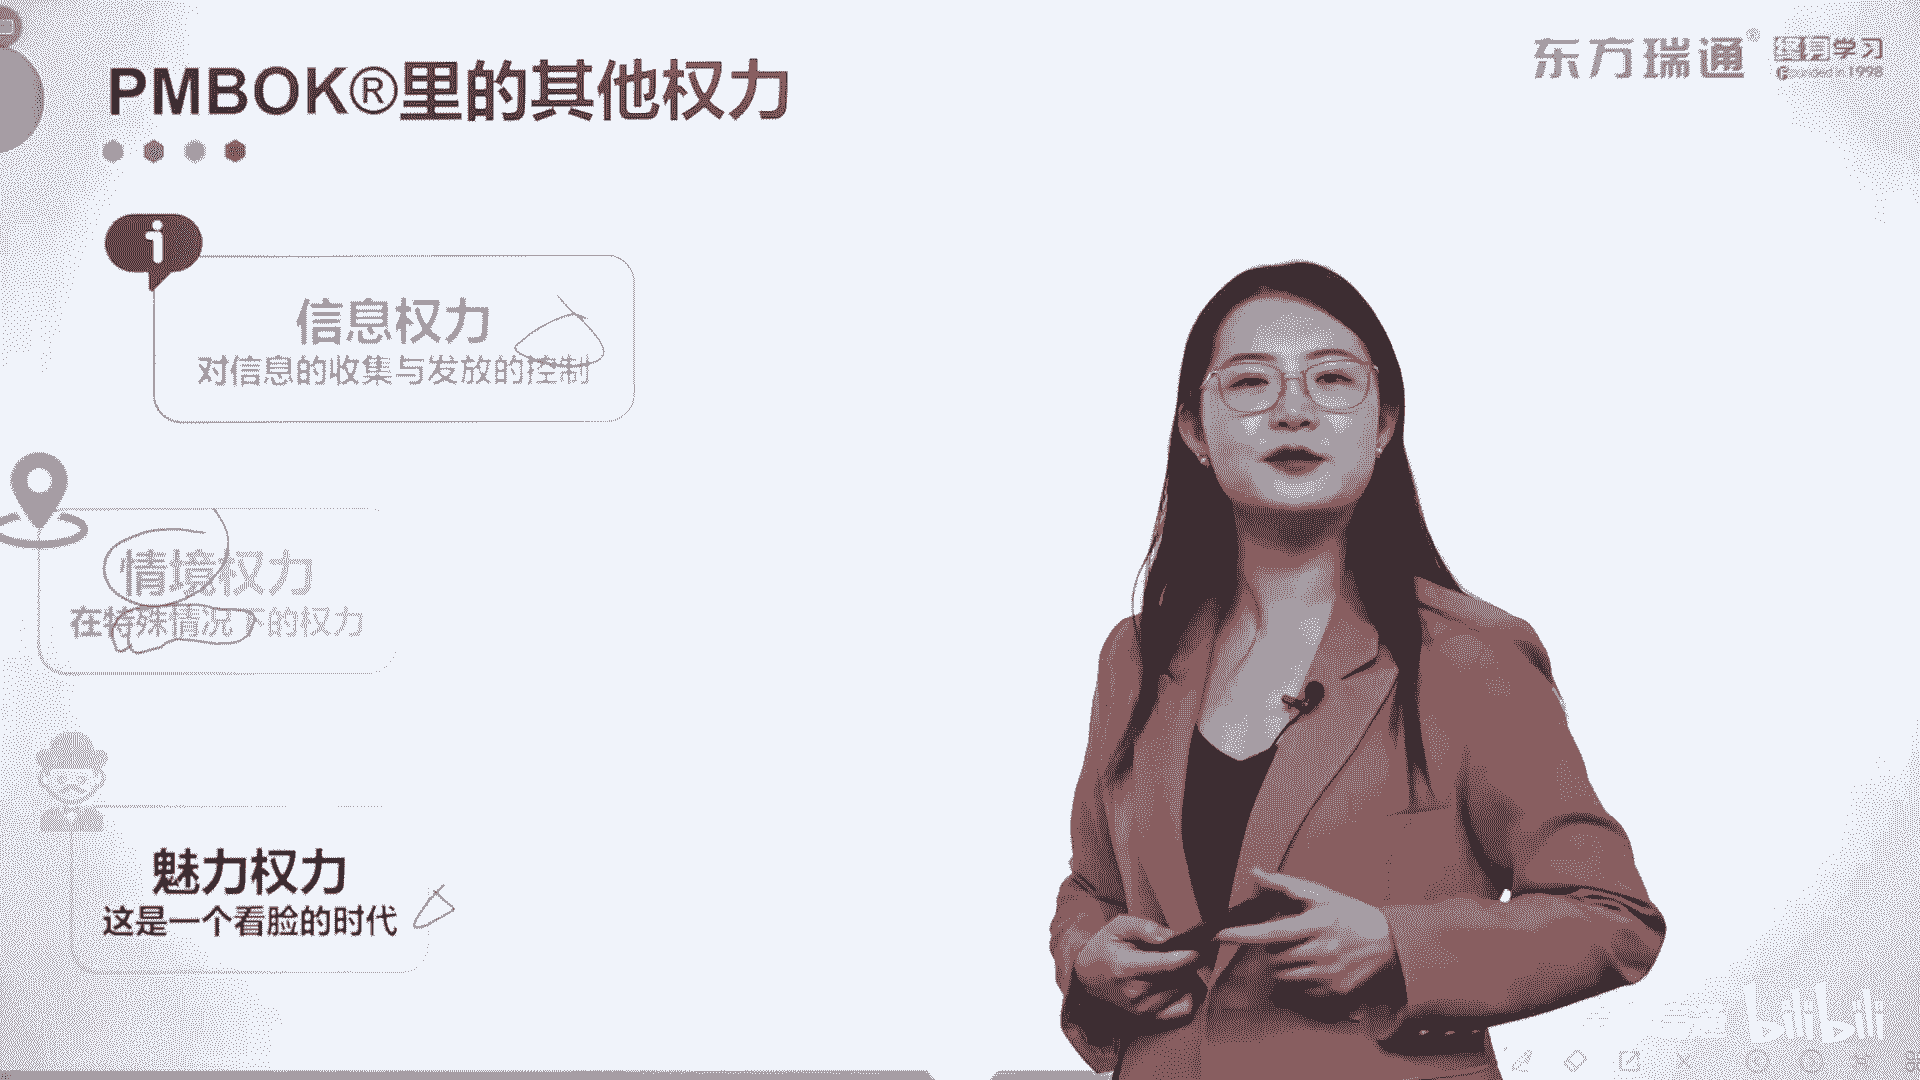 PMBOK®里的其他权力
东方瑞通®
学习
Founded in 1998
信息权力
对信息的收集与发放的控制
情境权力
在特殊情况下的权力
魅力权力
这是一个看脸的时代
bilibili